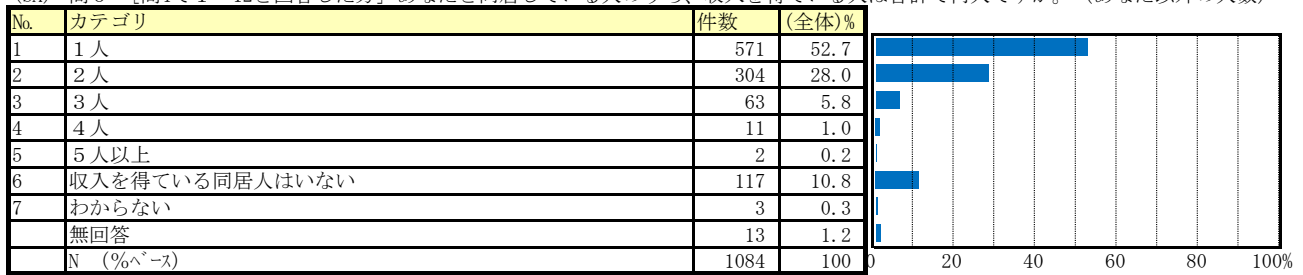 № カテゴリ 件数 (全体)%
1 1人 571 52.7
2 2人 304 28.0
3 3人 63 5.8
4 4人 11 1.0
5 5人以上 2 0.2
6 収入を得ている同居人はいない 117 10.8
7 わからない 3 0.3
無回答 13 1.2
N (%ベース) 1084 100
0 20 40 60 80 100%